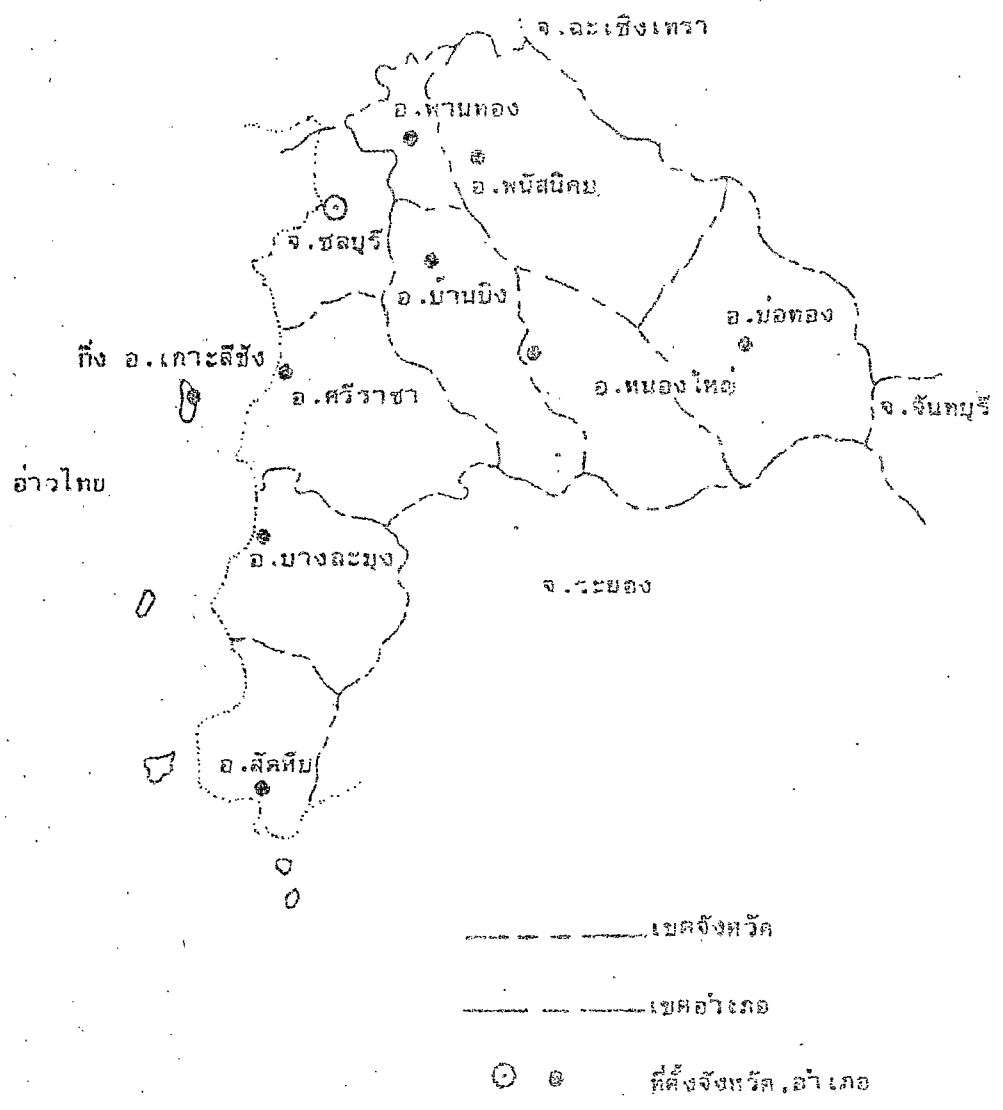 จ.ฉะเชิงเทรา
อ.พานทอง
อ.พนัสนิคม
จ.ชลบุรี
อ.บ้านบึง
อ.บ่อทอง
กิ่ง อ.เกาะสีชัง
อ.ศรีราชา
อ.หนองใหญ่
จ.จันทบุรี
อ่าวไทย
อ.บางละมุง
จ.ระยอง
อ.สัตหีบ
เขตจังหวัด
เขตอำเภอ
ที่ตั้งจังหวัด,อำเภอ